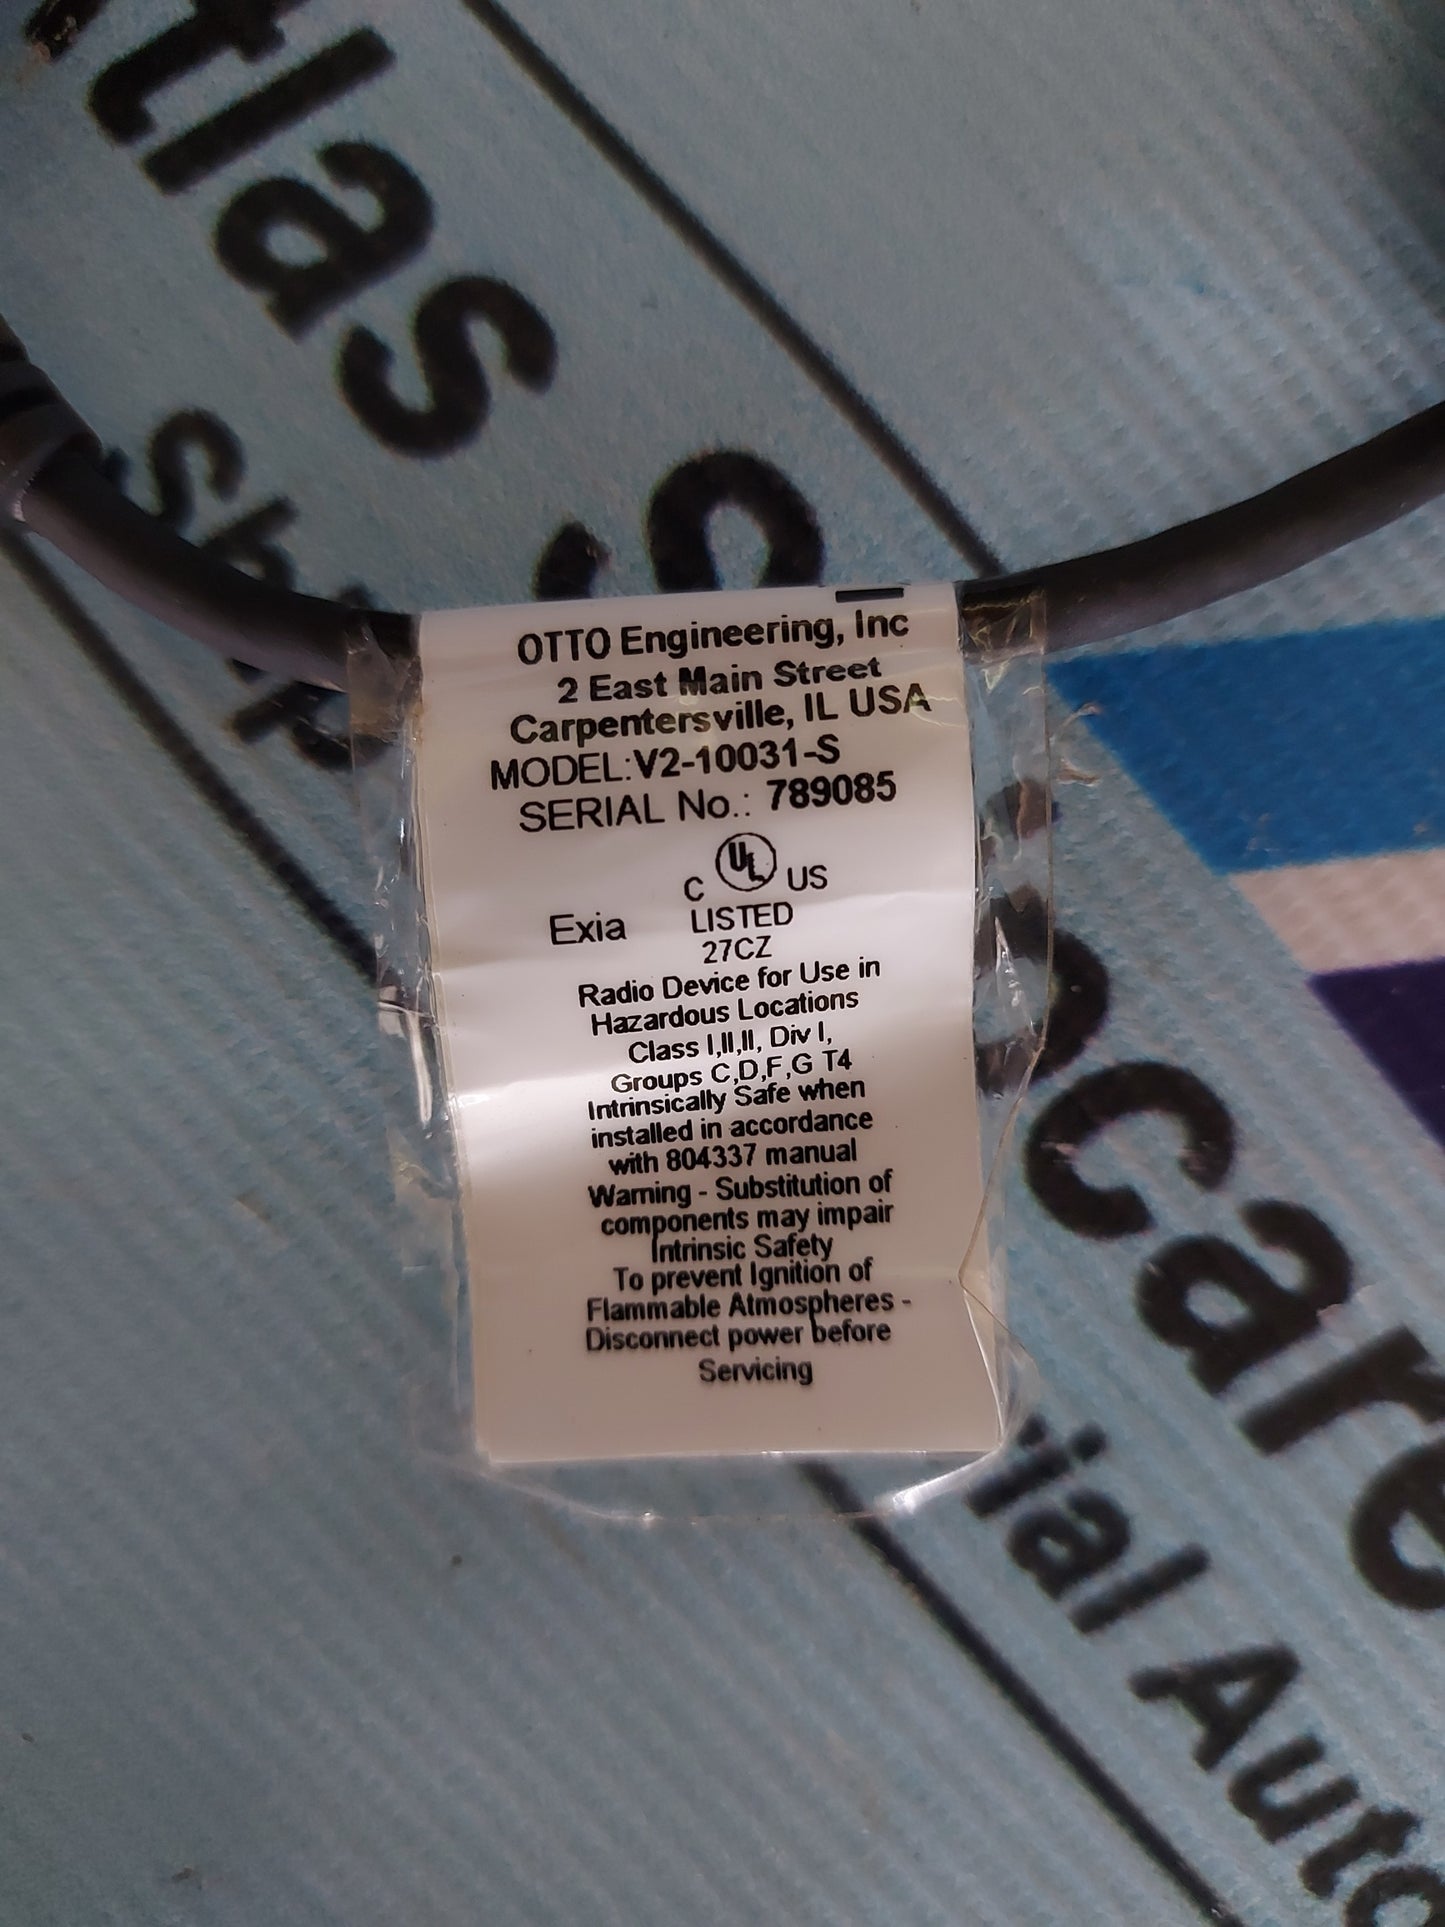 tlas
OTTO Engineering, Inc
2 East Main Street
Carpentersville, IL USA
MODEL:V2-10031-S
SERIAL No.: 789085
C UL US
Exia LISTED
27CZ
Radio Device for Use in
Hazardous Locations
Class I,II,II, Div I,
Groups C,D,F,G T4
Intrinsically Safe when
installed in accordance
with 804337 manual
Warning - Substitution of
components may impair
Intrinsic Safety
To prevent Ignition of
Flammable Atmospheres -
Disconnect power before
Servicing
ocare
ial Auto